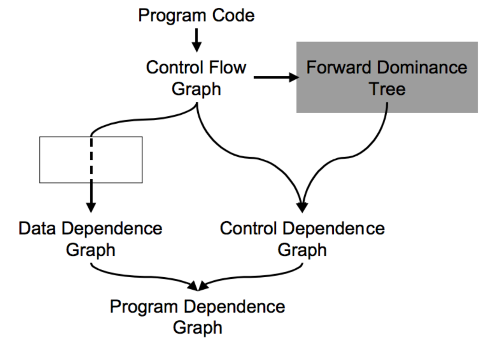 Program Code
Control Flow
Graph
Forward Dominance
Tree
Data Dependence
Graph
Control Dependence
Graph
Program Dependence
Graph